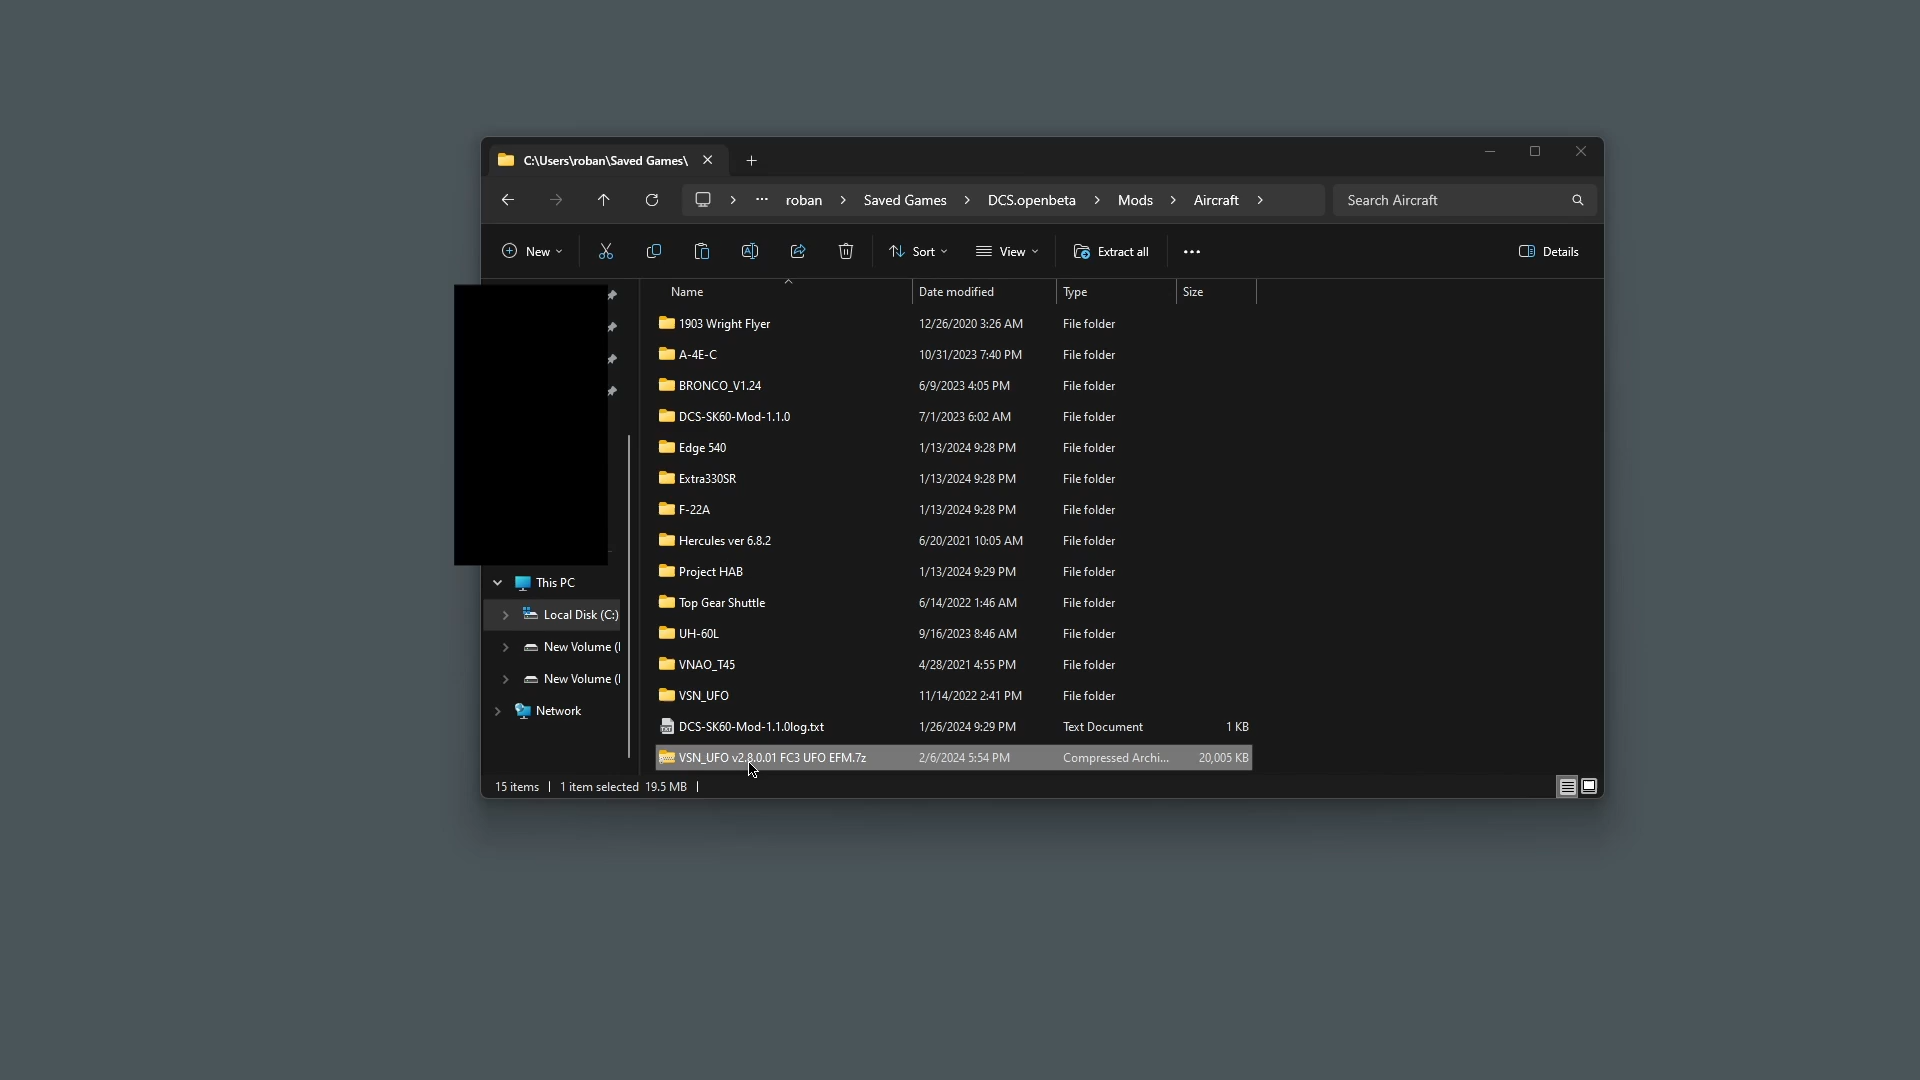 C:\Users\roban\Saved Games\
roban > Saved Games > DCS.openbeta > Mods > Aircraft >
Search Aircraft
New
Sort
View
Extract all
Details
Name Date modified Type Size
1903 Wright Flyer 12/26/2020 3:26 AM File folder
A-4E-C 10/31/2023 7:40 PM File folder
BRONCO_V1.24 6/9/2023 4:05 PM File folder
DCS-SK60-Mod-1.1.0 7/1/2023 6:02 AM File folder
Edge 540 1/13/2024 9:28 PM File folder
Extra330SR 1/13/2024 9:28 PM File folder
F-22A 1/13/2024 9:28 PM File folder
Hercules ver 6.8.2 6/20/2021 10:05 AM File folder
Project HAB 1/13/2024 9:29 PM File folder
Top Gear Shuttle 6/14/2022 1:46 AM File folder
UH-60L 9/16/2023 8:46 AM File folder
VNAO_T45 4/28/2021 4:55 PM File folder
VSN_UFO 11/14/2022 2:41 PM File folder
DCS-SK60-Mod-1.1.0log.txt 1/26/2024 9:29 PM Text Document 1 KB
VSN_UFO v2.8.0.01 FC3 UFO EFM.7z 2/6/2024 5:54 PM Compressed Archi... 20,005 KB
This PC
Local Disk (C:)
New Volume (
New Volume (
Network
15 items | 1 item selected 19.5 MB |